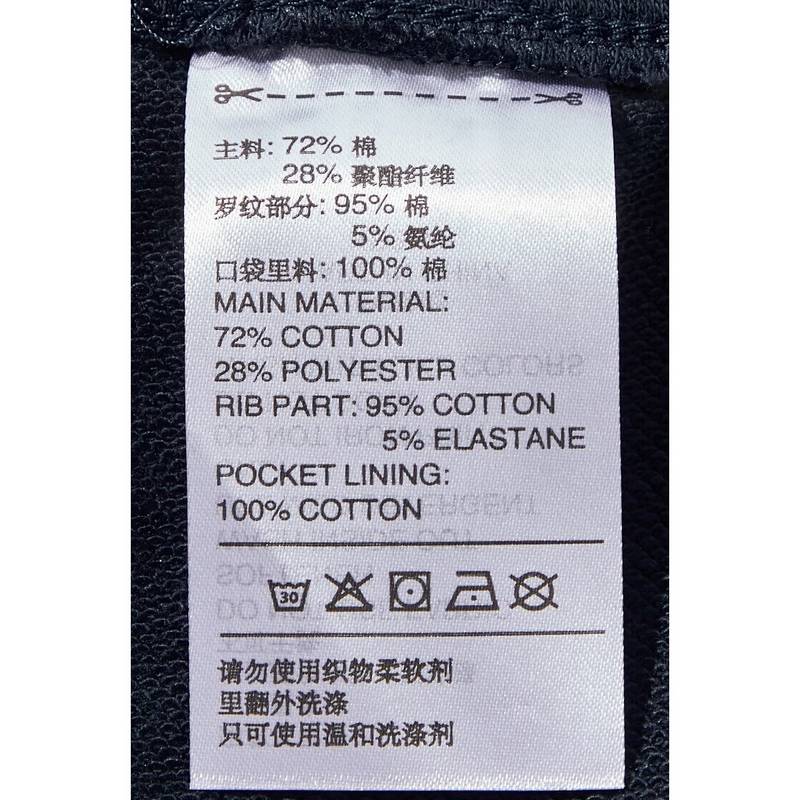 主料: 72% 棉
28% 聚酯纤维
罗纹部分: 95% 棉
5% 氨纶
口袋里料: 100% 棉
MAIN MATERIAL:
72% COTTON
28% POLYESTER
RIB PART: 95% COTTON
5% ELASTANE
POCKET LINING:
100% COTTON
30
请勿使用织物柔软剂
里翻外洗涤
只可使用温和洗涤剂